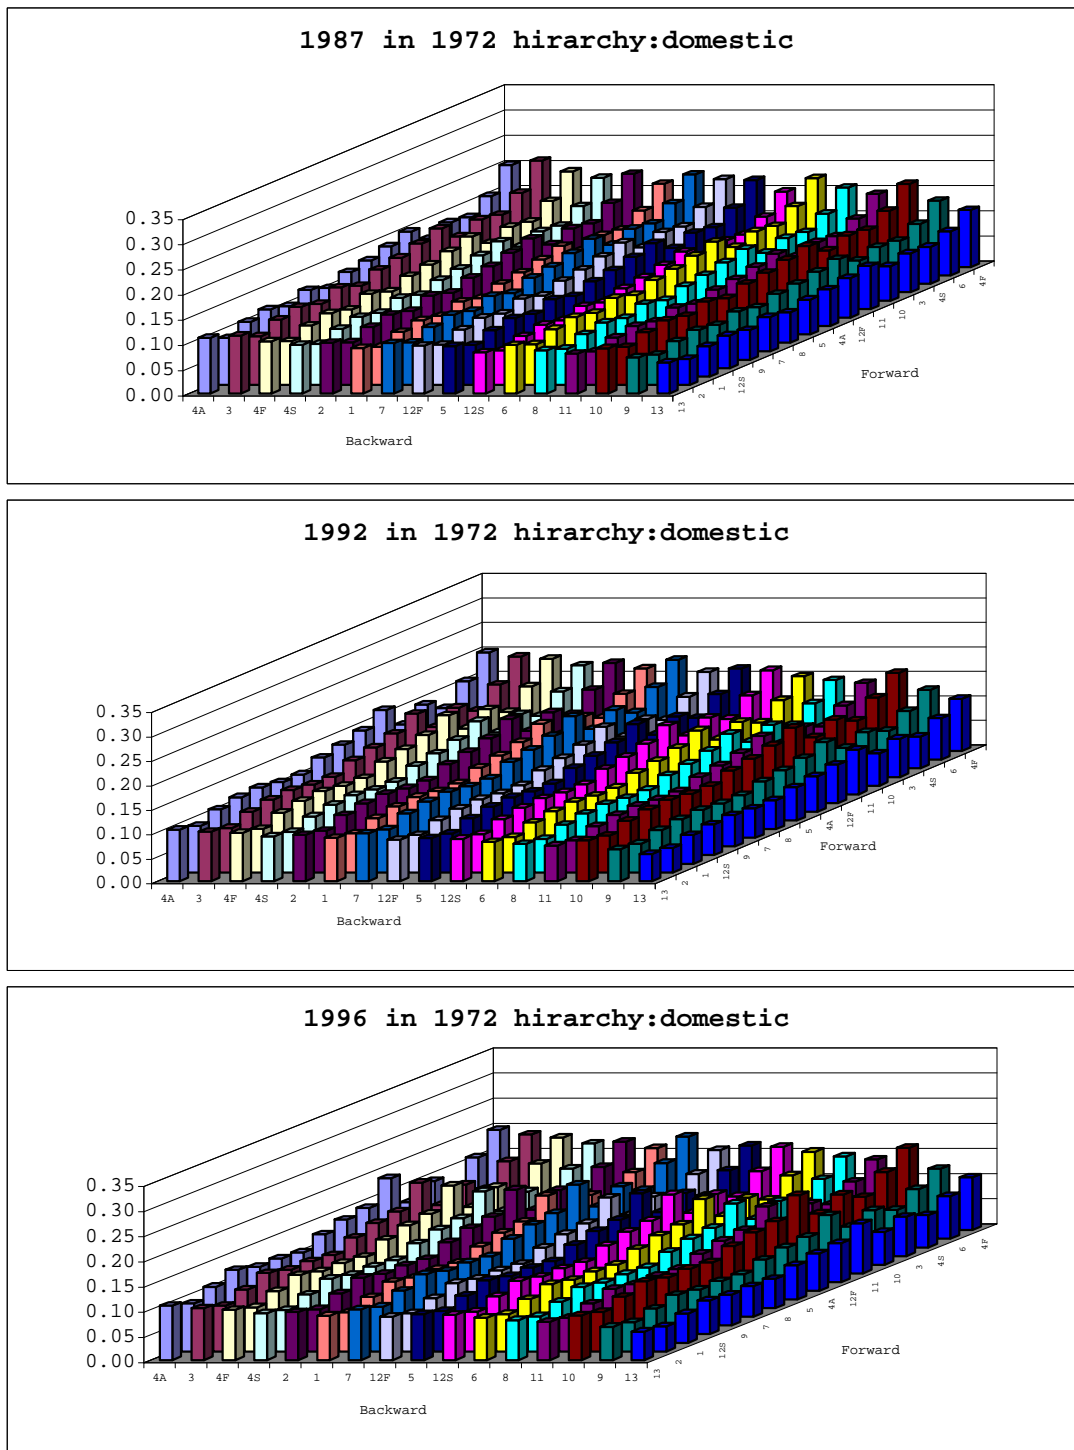 1987 in 1972 hirarchy:domestic
0.35
0.30
0.25
0.20
0.15
0.10
0.05
0.00
4A 3 4F 4S 2 1 7 12F 5 12S 6 8 11 10 9 13
Backward
13 2 1 12S 9 7 8 5 4A 12F 11 10 3 4S 6 4F
Forward
1992 in 1972 hirarchy:domestic
0.35
0.30
0.25
0.20
0.15
0.10
0.05
0.00
4A 3 4F 4S 2 1 7 12F 5 12S 6 8 11 10 9 13
Backward
13 2 1 12S 9 7 8 5 4A 12F 11 10 3 4S 6 4F
Forward
1996 in 1972 hirarchy:domestic
0.35
0.30
0.25
0.20
0.15
0.10
0.05
0.00
4A 3 4F 4S 2 1 7 12F 5 12S 6 8 11 10 9 13
Backward
13 2 1 12S 9 7 8 5 4A 12F 11 10 3 4S 6 4F
Forward